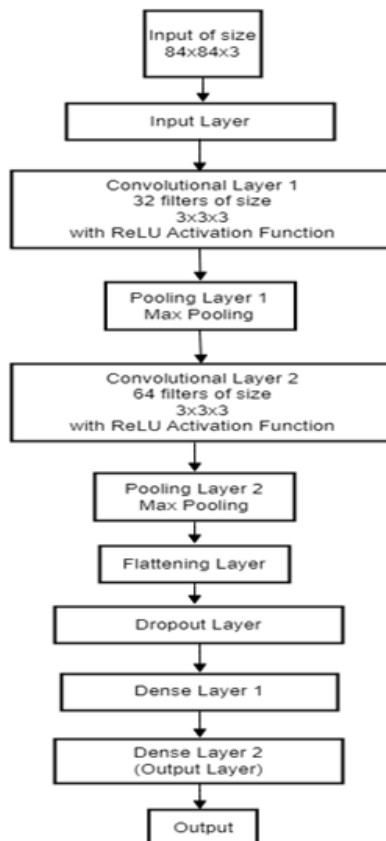 Input of size
84x84x3
Input Layer
Convolutional Layer 1
32 filters of size
3x3x3
with ReLU Activation Function
Pooling Layer 1
Max Pooling
Convolutional Layer 2
64 filters of size
3x3x3
with ReLU Activation Function
Pooling Layer 2
Max Pooling
Flattening Layer
Dropout Layer
Dense Layer 1
Dense Layer 2
(Output Layer)
Output